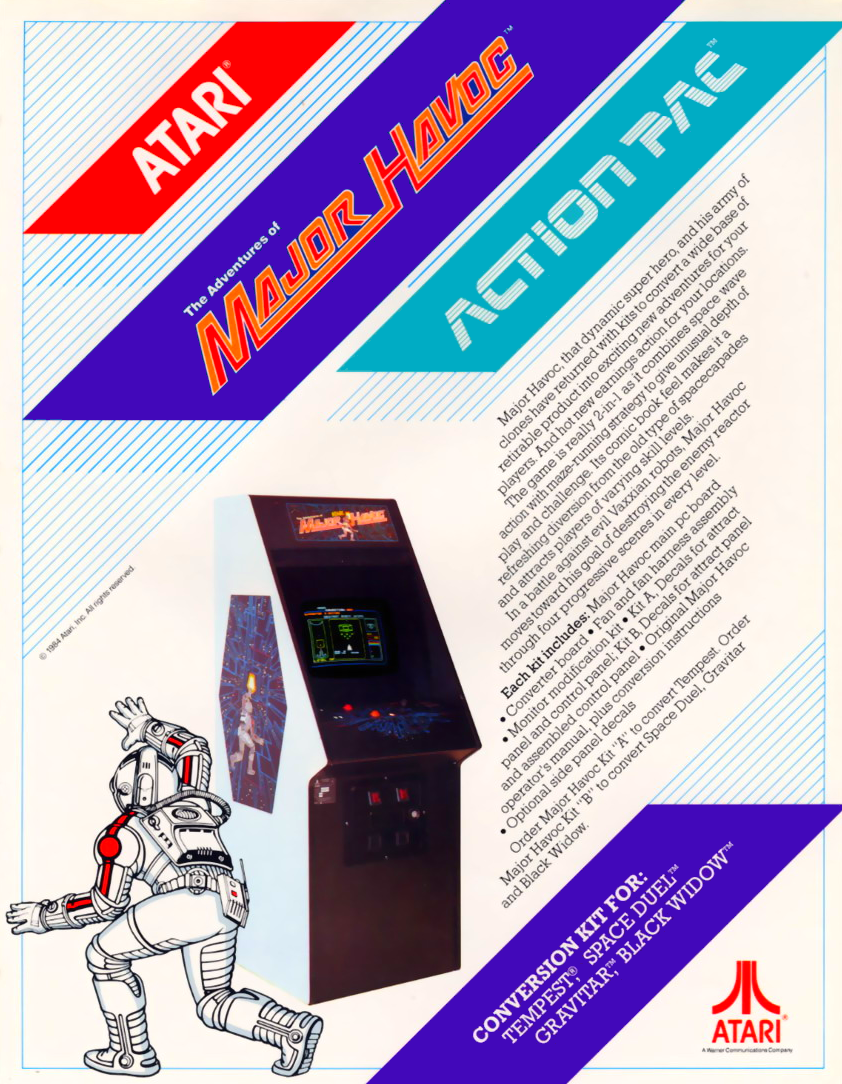 ATARI®
The Adventures of
MAJOR HAVOC™
ACTION PAC™
Major Havoc, that dynamic super hero, and his army of
clones have returned with kits to convert a wide base of
retirable product into exciting new adventures for your
players. And hot new earnings action for your locations.
The game is really 2-in-1 as it combines space wave
action with maze-running strategy to give unusual depth of
play and challenge. Its comic book feel makes it a
refreshing diversion from the old type of spacecapades
and attracts players of varying skill levels.
In a battle against evil Vaxxian robots, Major Havoc
moves toward his goal of destroying the enemy reactor
through four progressive scenes in every level.
Each kit includes: Major Havoc main pc board
• Converter board • Fan and fan harness assembly
• Monitor modification kit • Kit A, Decals for attract
panel and control panel. Kit B, Decals for attract panel
and assembled control panel • Original Major Havoc
operator's manual, plus conversion instructions
• Optional side panel decals
Order Major Havoc Kit "A" to convert Tempest. Order
Major Havoc Kit "B" to convert Space Duel, Gravitar
and Black Widow.
© 1984 Atari, Inc. All rights reserved.
MAJOR HAVOC
CONVERSION KIT FOR:
TEMPEST®, SPACE DUEL™
GRAVITAR™, BLACK WIDOW™
ATARI®
A Warner Communications Company